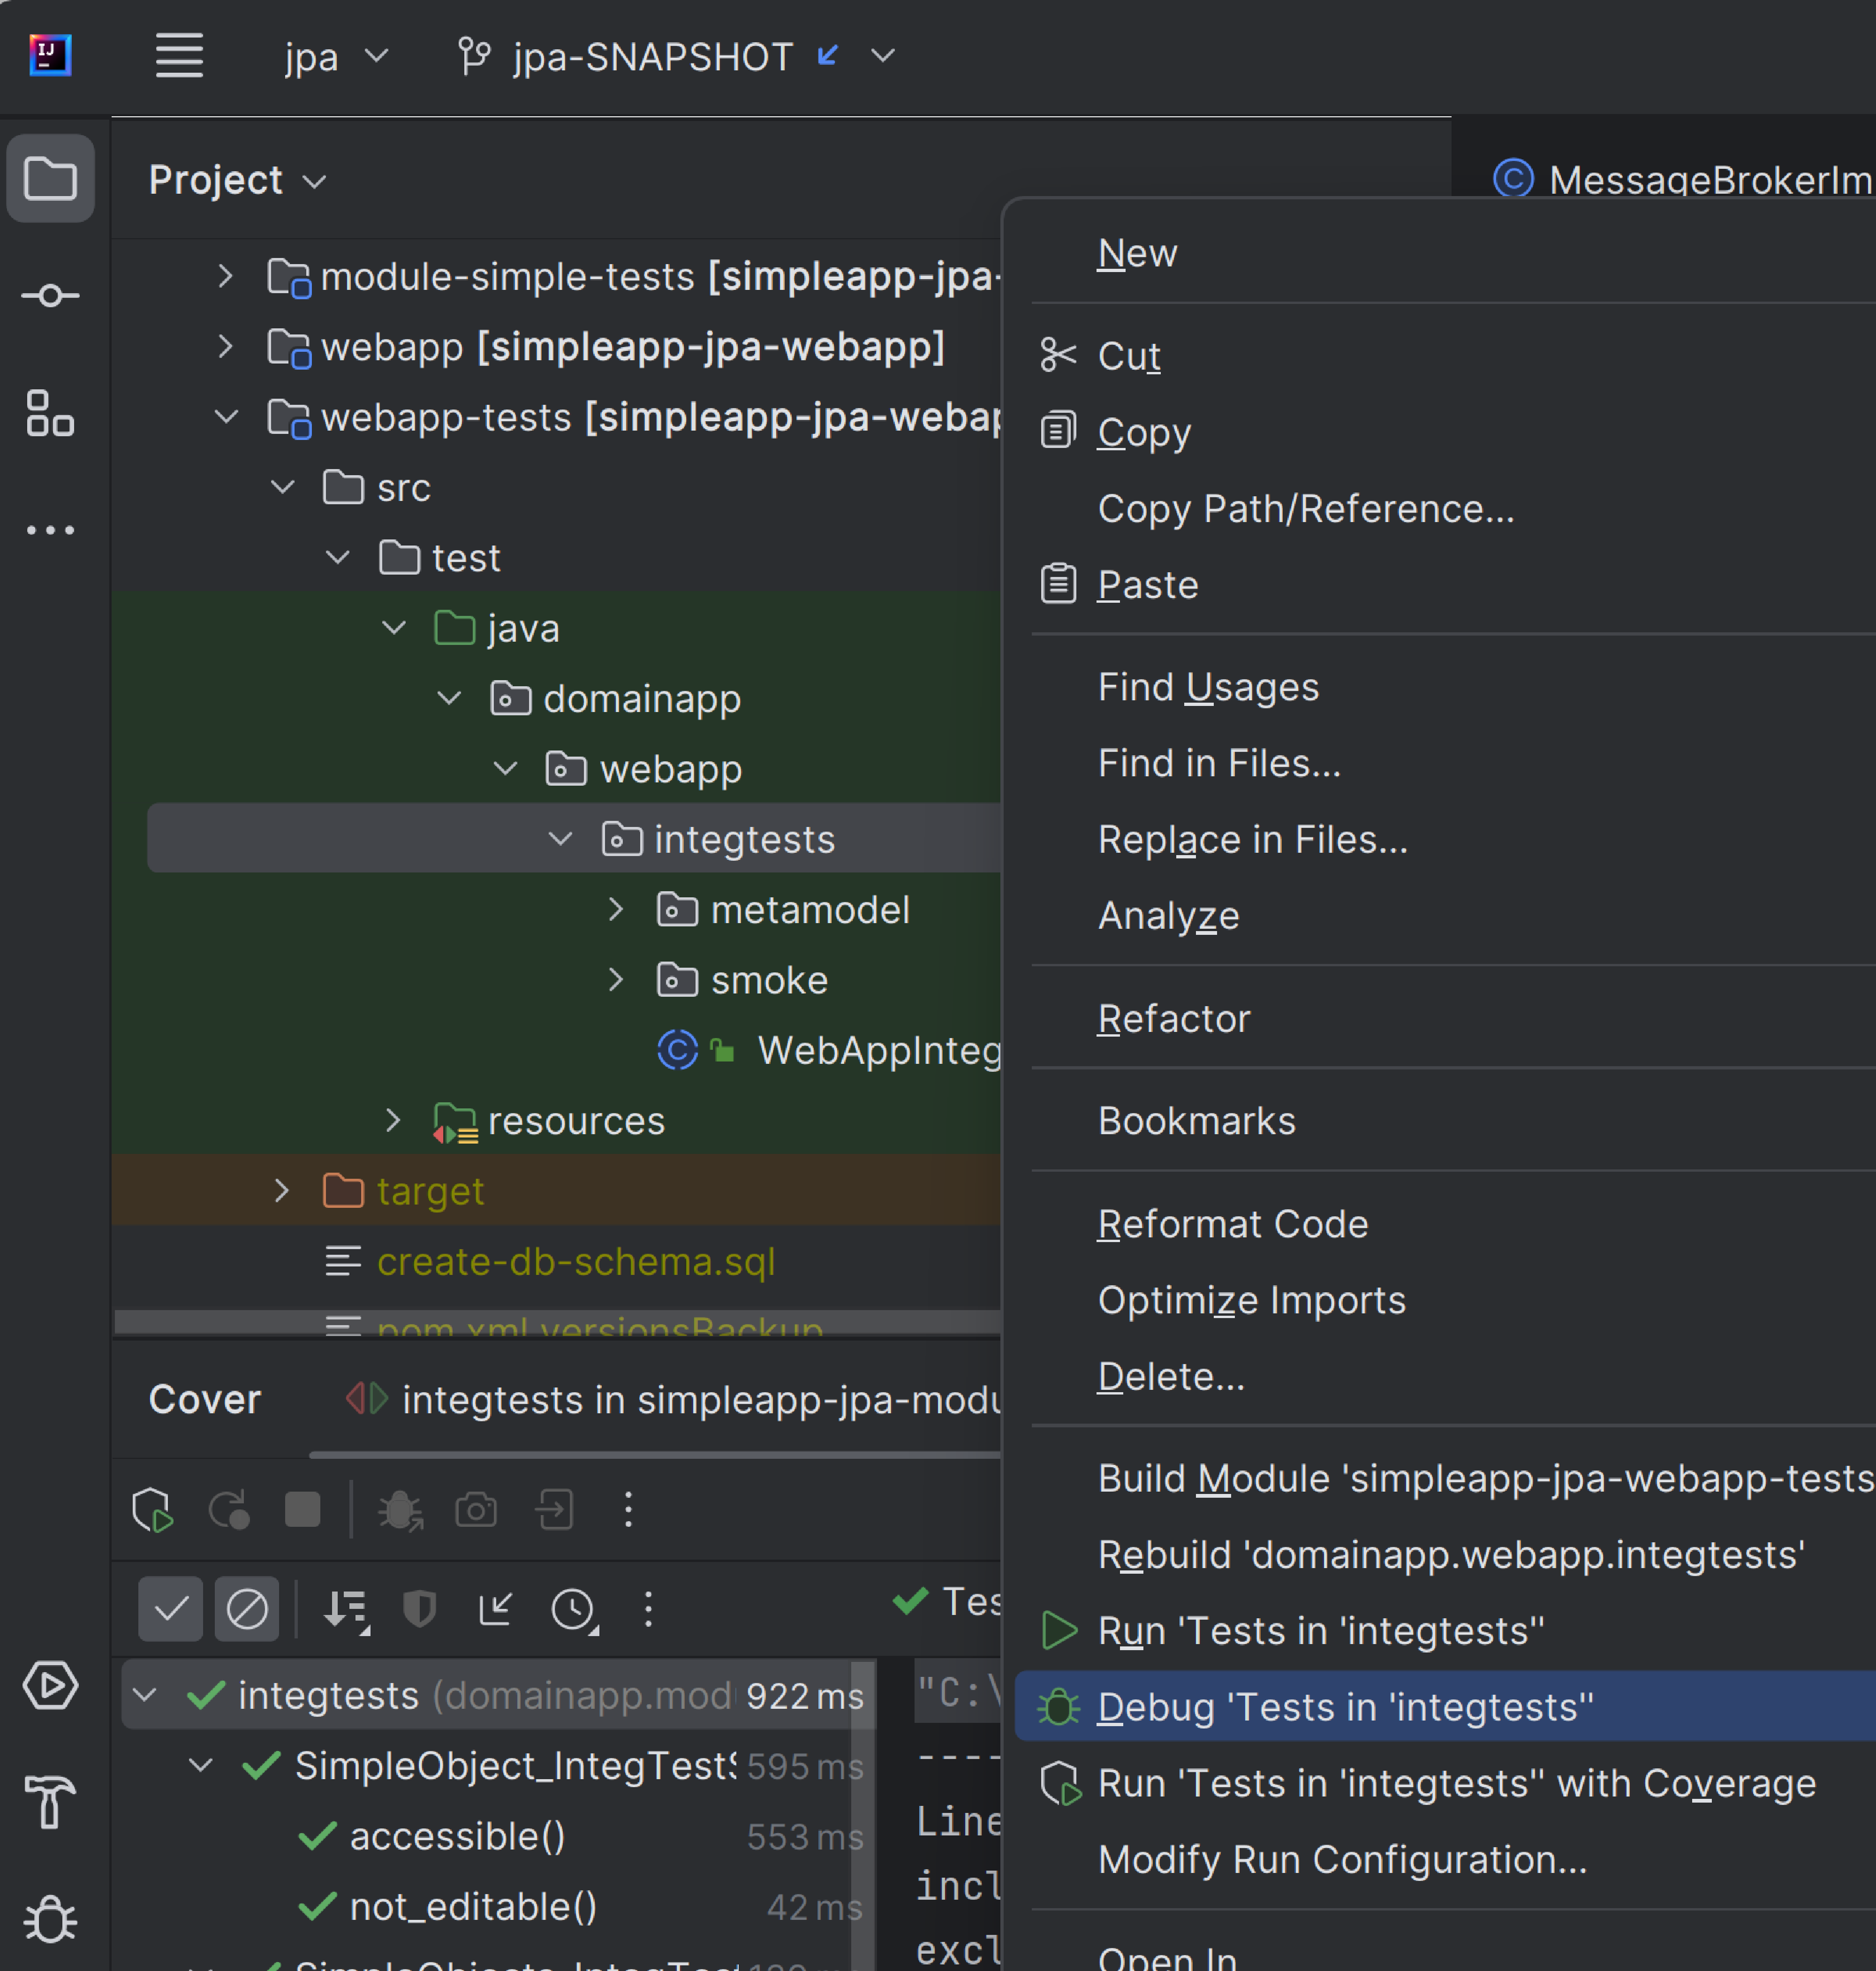 IJ
jpa
jpa-SNAPSHOT
Project
MessageBrokerIm
module-simple-tests [simpleapp-jpa-
webapp [simpleapp-jpa-webapp]
webapp-tests [simpleapp-jpa-webap
src
test
java
domainapp
webapp
integtests
metamodel
smoke
WebAppInteg
resources
target
create-db-schema.sql
pom.xml.versionsBackup
Cover
integtests in simpleapp-jpa-modu
Tes
integtests (domainapp.mod 922 ms
SimpleObject_IntegTest 595 ms
accessible() 553 ms
not_editable() 42 ms
SimpleObjects_IntegTest
"C:\
----
Line
incl
excl
New
Cut
Copy
Copy Path/Reference...
Paste
Find Usages
Find in Files...
Replace in Files...
Analyze
Refactor
Bookmarks
Reformat Code
Optimize Imports
Delete...
Build Module 'simpleapp-jpa-webapp-tests
Rebuild 'domainapp.webapp.integtests'
Run 'Tests in 'integtests''
Debug 'Tests in 'integtests''
Run 'Tests in 'integtests'' with Coverage
Modify Run Configuration...
Open In